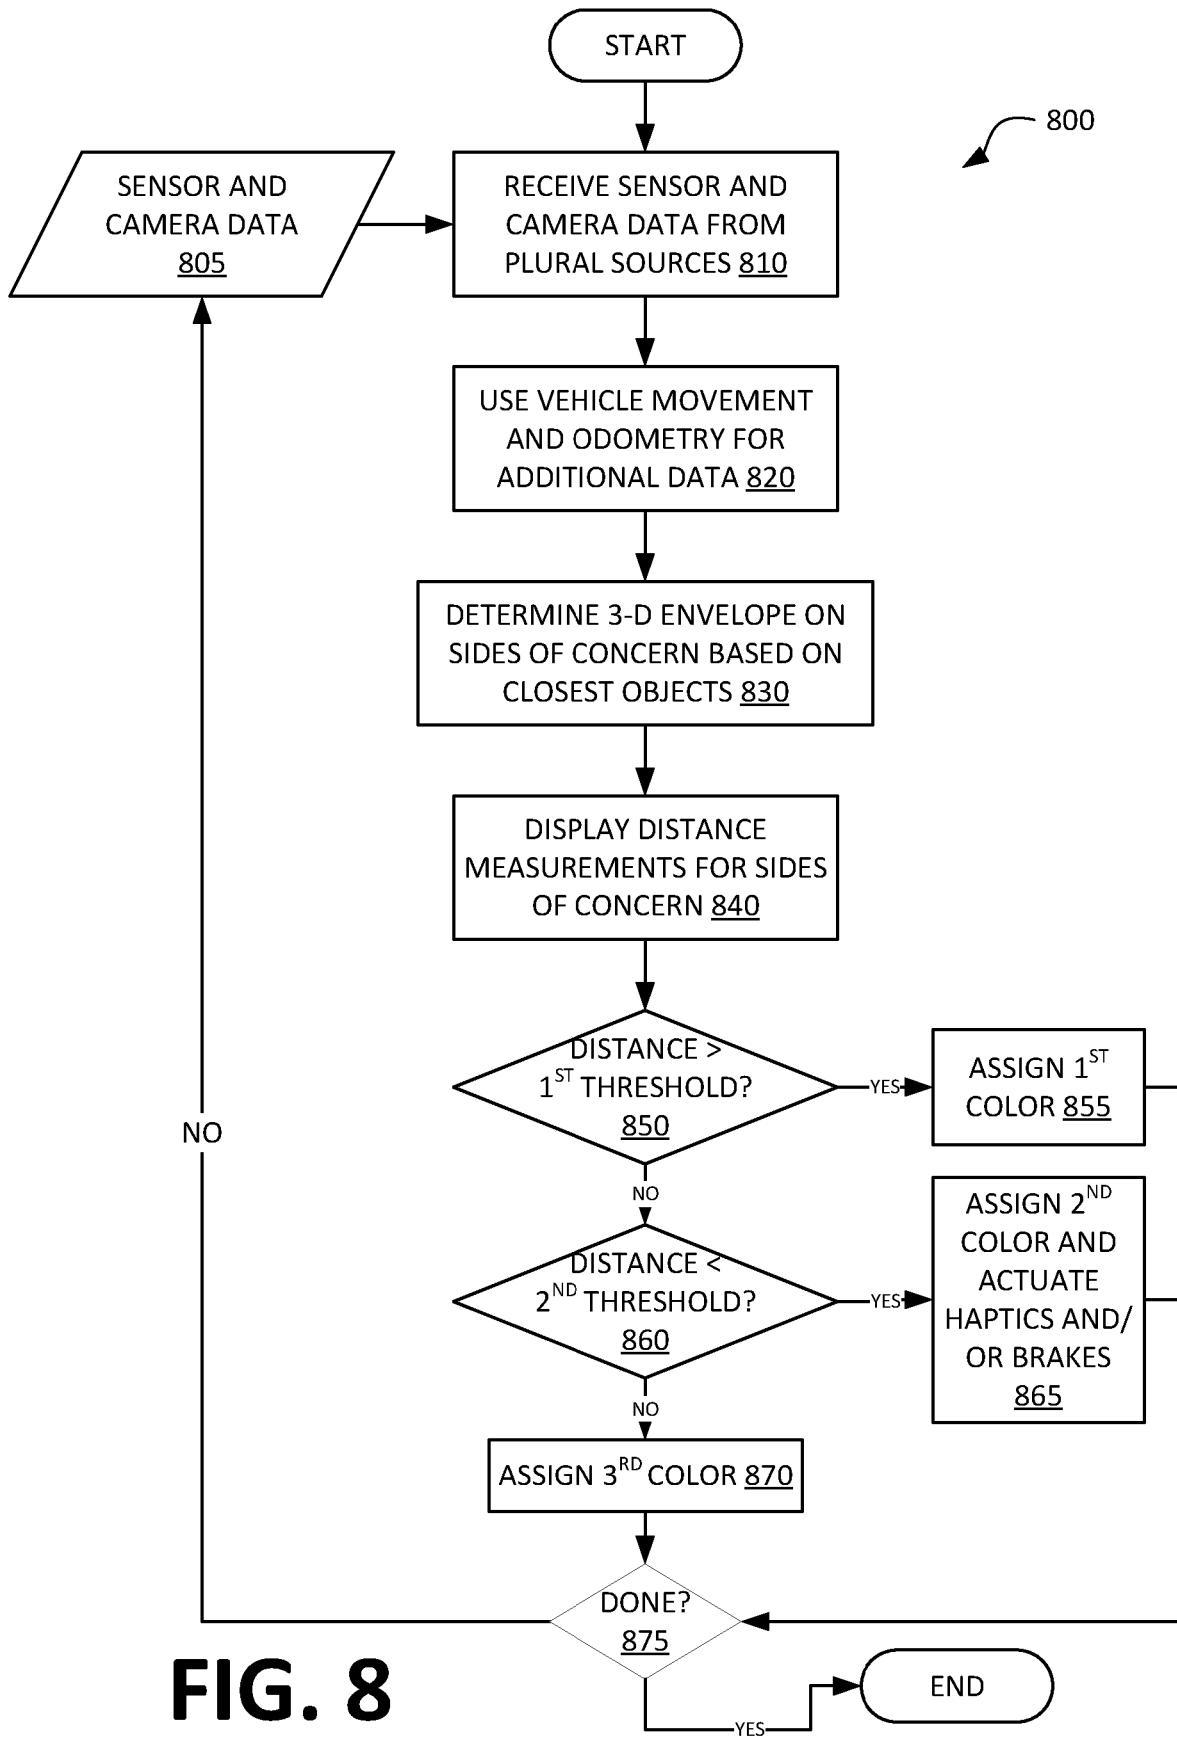 START
800
SENSOR AND
CAMERA DATA
805
RECEIVE SENSOR AND
CAMERA DATA FROM
PLURAL SOURCES 810
USE VEHICLE MOVEMENT
AND ODOMETRY FOR
ADDITIONAL DATA 820
DETERMINE 3-D ENVELOPE ON
SIDES OF CONCERN BASED ON
CLOSEST OBJECTS 830
DISPLAY DISTANCE
MEASUREMENTS FOR SIDES
OF CONCERN 840
DISTANCE >
1ST THRESHOLD?
850
YES
ASSIGN 1ST
COLOR 855
NO
NO
DISTANCE <
2ND THRESHOLD?
860
YES
ASSIGN 2ND
COLOR AND
ACTUATE
HAPTICS AND/
OR BRAKES
865
NO
ASSIGN 3RD COLOR 870
DONE?
875
YES
END
FIG. 8